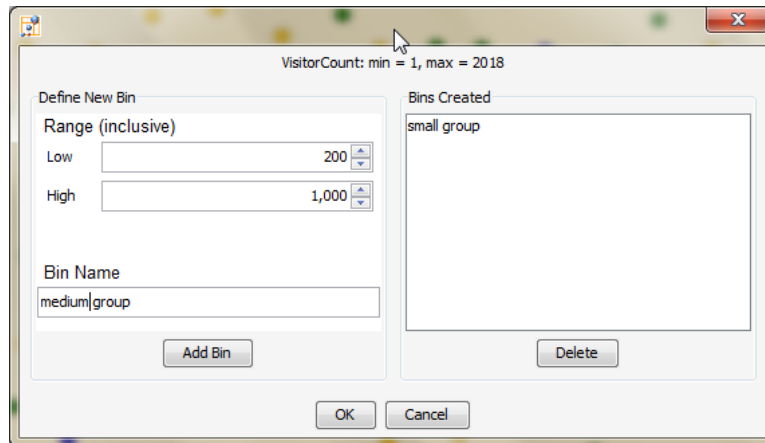 VisitorCount: min = 1, max = 2018
Define New Bin
Range (inclusive)
Low 200
High 1,000
Bin Name
medium group
Add Bin
Bins Created
small group
Delete
OK Cancel